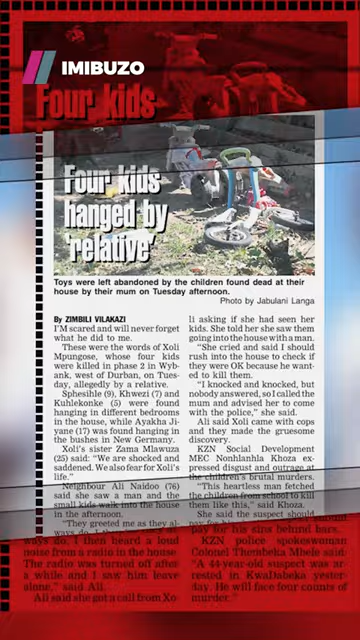 IMIBUZO
Four kids
Four kids
hanged by
'relative'
Toys were left abandoned by the children found dead at their
house by their mum on Tuesday afternoon.
Photo by Jabulani Langa
By ZIMBILI VILAKAZI
I'M scared and will never forget
what he did to me.
These were the words of Xoli
Mpungose, whose four kids
were killed in phase 2 in Wyb-
ank, west of Durban, on Tues-
day, allegedly by a relative.
Sphesihle (9), Khwezi (7) and
Kuhlekonke (5) were found
hanging in different bedrooms
in the house, while Ayakha Ji-
yane (17) was found hanging in
the bushes in New Germany.
Xoli's sister Zama Mlawuza
(25) said: "We are shocked and
saddened. We also fear for Xoli's
life."
Neighbour Ali Naidoo (76)
said she saw a man and the
small kids walk into the house
in the afternoon.
"They greeted me as they al-
ways do. I then heard a loud
noise from a radio in the house.
The radio was turned off after
a while and I saw him leave
alone," said Ali.
Ali said she got a call from Xo-
li asking if she had seen her
kids. She told her she saw them
going into the house with a man.
"She cried and said I should
rush into the house to check if
they were OK because he want-
ed to kill them.
"I knocked and knocked, but
nobody answered, so I called the
mum and advised her to come
with the police," she said.
Ali said Xoli came with cops
and they made the gruesome
discovery.
KZN Social Development
MEC Nonhlanhla Khoza ex-
pressed disgust and outrage at
the children's brutal murders.
"This heartless man fetched
the children from school to kill
them like this," said Khoza.
She said the suspect should
pay for his sins behind bars.
KZN police spokeswoman
Colonel Thembeka Mbele said:
"A 44-year-old suspect was ar-
rested in KwaDabeka yester-
day. He will face four counts of
murder."